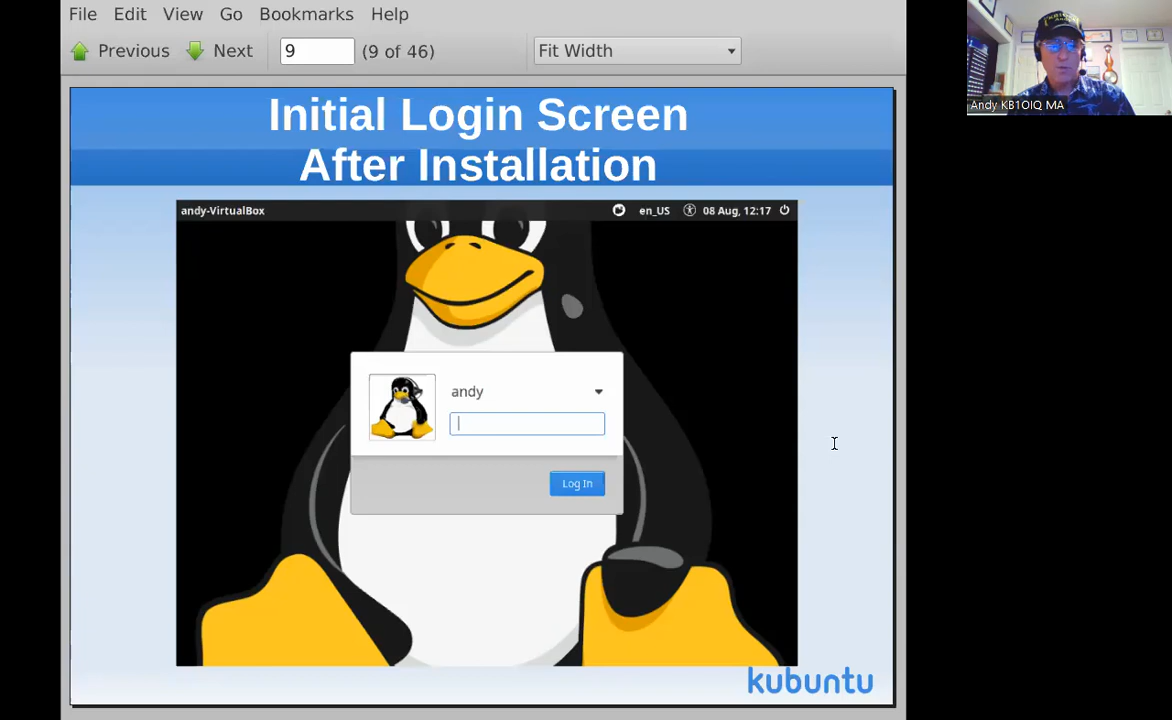 File Edit View Go Bookmarks Help
Previous Next 9 (9 of 46) Fit Width
Andy KB1OIQ MA
Initial Login Screen
After Installation
andy-VirtualBox en_US 08 Aug, 12:17
andy
Log In
kubuntu